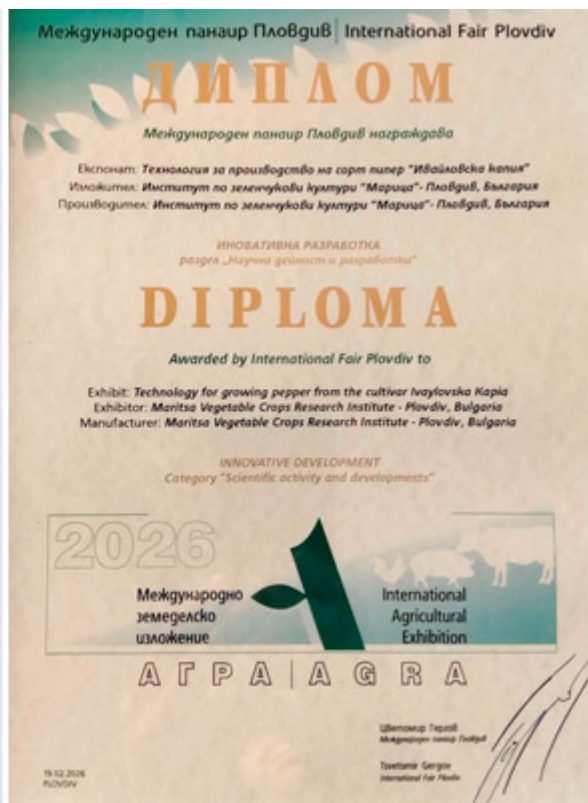 Международен панаир Пловдив | International Fair Plovdiv
ДИПЛОМ
Международен панаир Пловдив награждава
Експонат: Технология за производство на сорт пипер "Ивайловска капия"
Изложител: Институт по зеленчукови култури "Марица"- Пловдив, България
Производител: Институт по зеленчукови култури "Марица"- Пловдив, България
ИНОВАТИВНА РАЗРАБОТКА
раздел „Научна дейност и разработки"
DIPLOMA
Awarded by International Fair Plovdiv to
Exhibit: Technology for growing pepper from the cultivar Ivaylovska Kapia
Exhibitor: Maritsa Vegetable Crops Research Institute - Plovdiv, Bulgaria
Manufacturer: Maritsa Vegetable Crops Research Institute - Plovdiv, Bulgaria
INNOVATIVE DEVELOPMENT
Category "Scientific activity and developments"
2026
Международно
земеделско
изложение
International
Agricultural
Exhibition
АГРА | AGRA
Цветомир Гергов
Международен панаир Пловдив
Tsvetomir Gergov
International Fair Plovdiv
19.02.2026
PLOVDIV